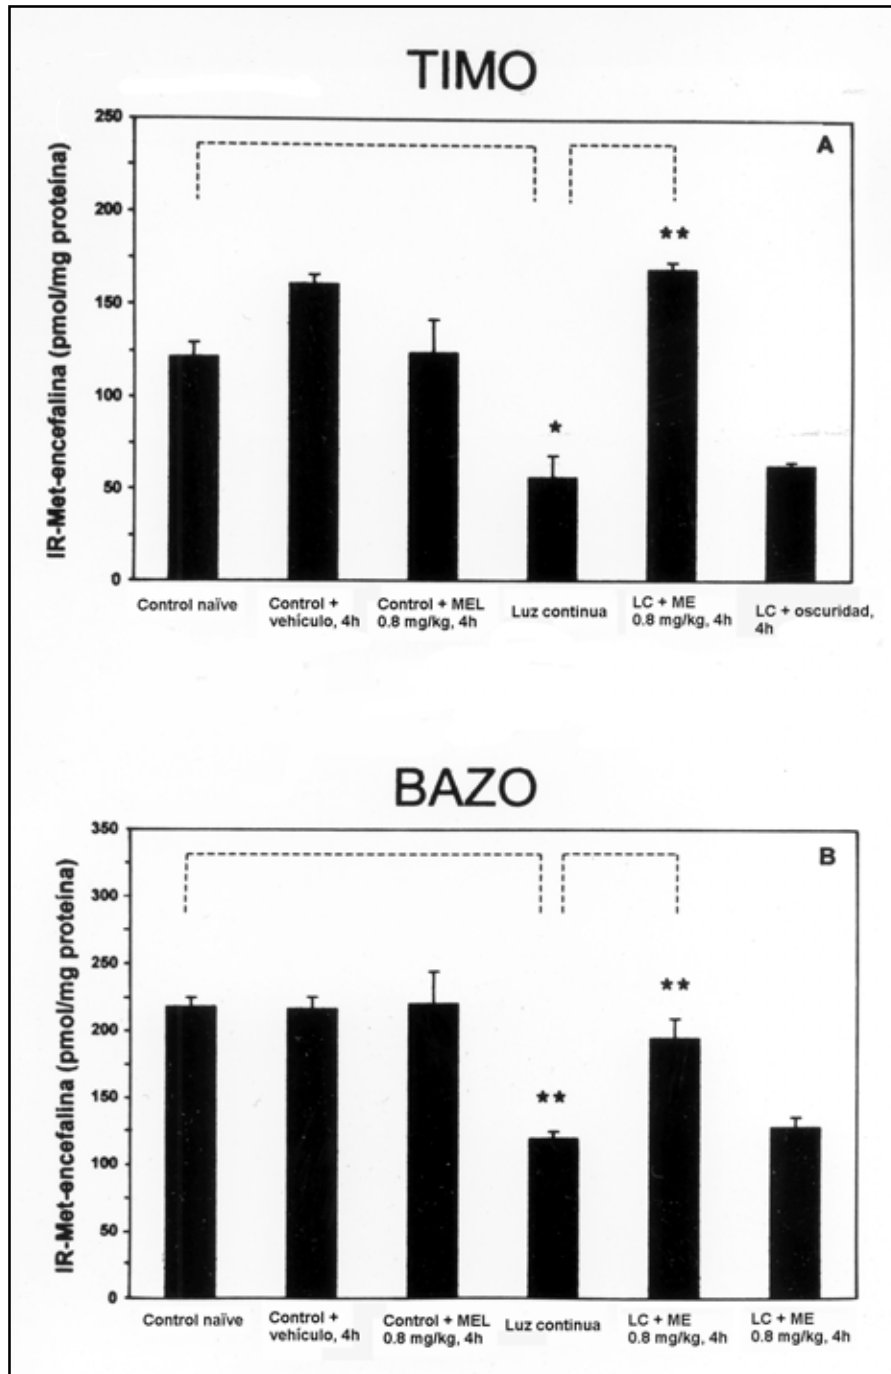 TIMO
A
IR-Met-encefalina (pmol/mg proteína)
250
200
150
100
50
0
Control naïve
Control +
vehículo, 4h
Control + MEL
0.8 mg/kg, 4h
Luz continua
LC + ME
0.8 mg/kg, 4h
LC + oscuridad,
4h
*
**
BAZO
B
IR-Met-encefalina (pmol/mg proteína)
350
300
250
200
150
100
50
0
Control naïve
Control +
vehículo, 4h
Control + MEL
0.8 mg/kg, 4h
Luz continua
LC + ME
0.8 mg/kg, 4h
LC + ME
0.8 mg/kg, 4h
**
**